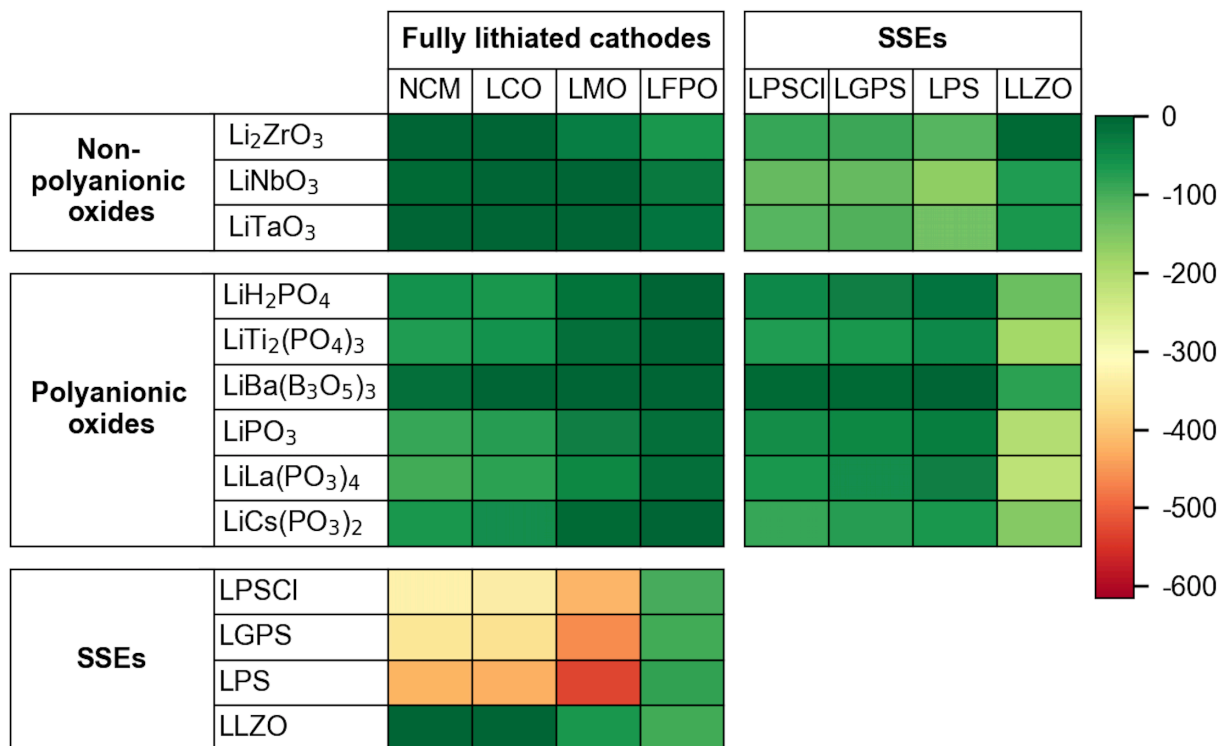 Fully lithiated cathodes SSEs
NCM LCO LMO LFPO LPSCl LGPS LPS LLZO
Non-
polyanionic
oxides
Li₂ZrO₃
LiNbO₃
LiTaO₃
Polyanionic
oxides
LiH₂PO₄
LiTi₂(PO₄)₃
LiBa(B₃O₅)₃
LiPO₃
LiLa(PO₃)₄
LiCs(PO₃)₂
SSEs
LPSCl
LGPS
LPS
LLZO
0
-100
-200
-300
-400
-500
-600